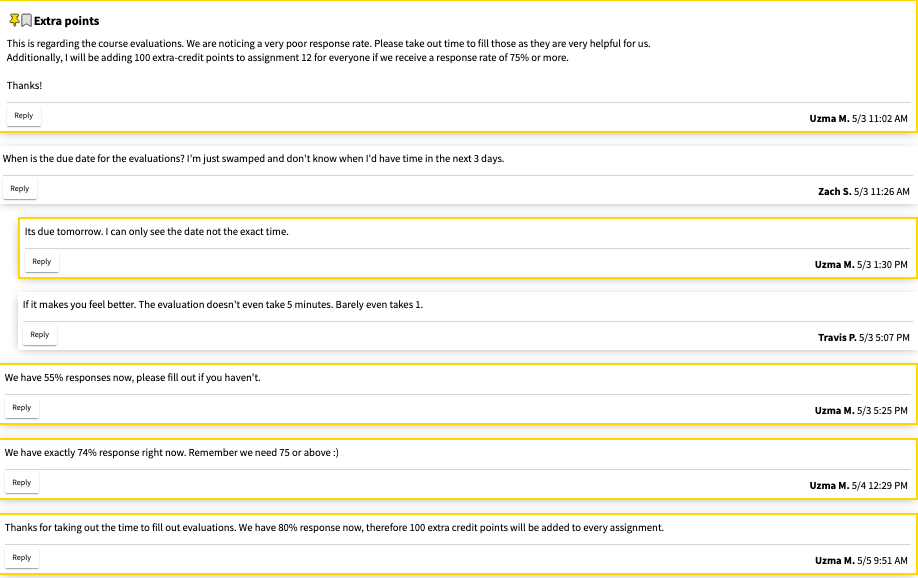 Extra points
This is regarding the course evaluations. We are noticing a very poor response rate. Please take out time to fill those as they are very helpful for us.
Additionally, I will be adding 100 extra-credit points to assignment 12 for everyone if we receive a response rate of 75% or more.
Thanks!
Reply
Uzma M. 5/3 11:02 AM
When is the due date for the evaluations? I'm just swamped and don't know when I'd have time in the next 3 days.
Reply
Zach S. 5/3 11:26 AM
Its due tomorrow. I can only see the date not the exact time.
Reply
Uzma M. 5/3 1:30 PM
If it makes you feel better. The evaluation doesn't even take 5 minutes. Barely even takes 1.
Reply
Travis P. 5/3 5:07 PM
We have 55% responses now, please fill out if you haven't.
Reply
Uzma M. 5/3 5:25 PM
We have exactly 74% response right now. Remember we need 75 or above :)
Reply
Uzma M. 5/4 12:29 PM
Thanks for taking out the time to fill out evaluations. We have 80% response now, therefore 100 extra credit points will be added to every assignment.
Reply
Uzma M. 5/5 9:51 AM